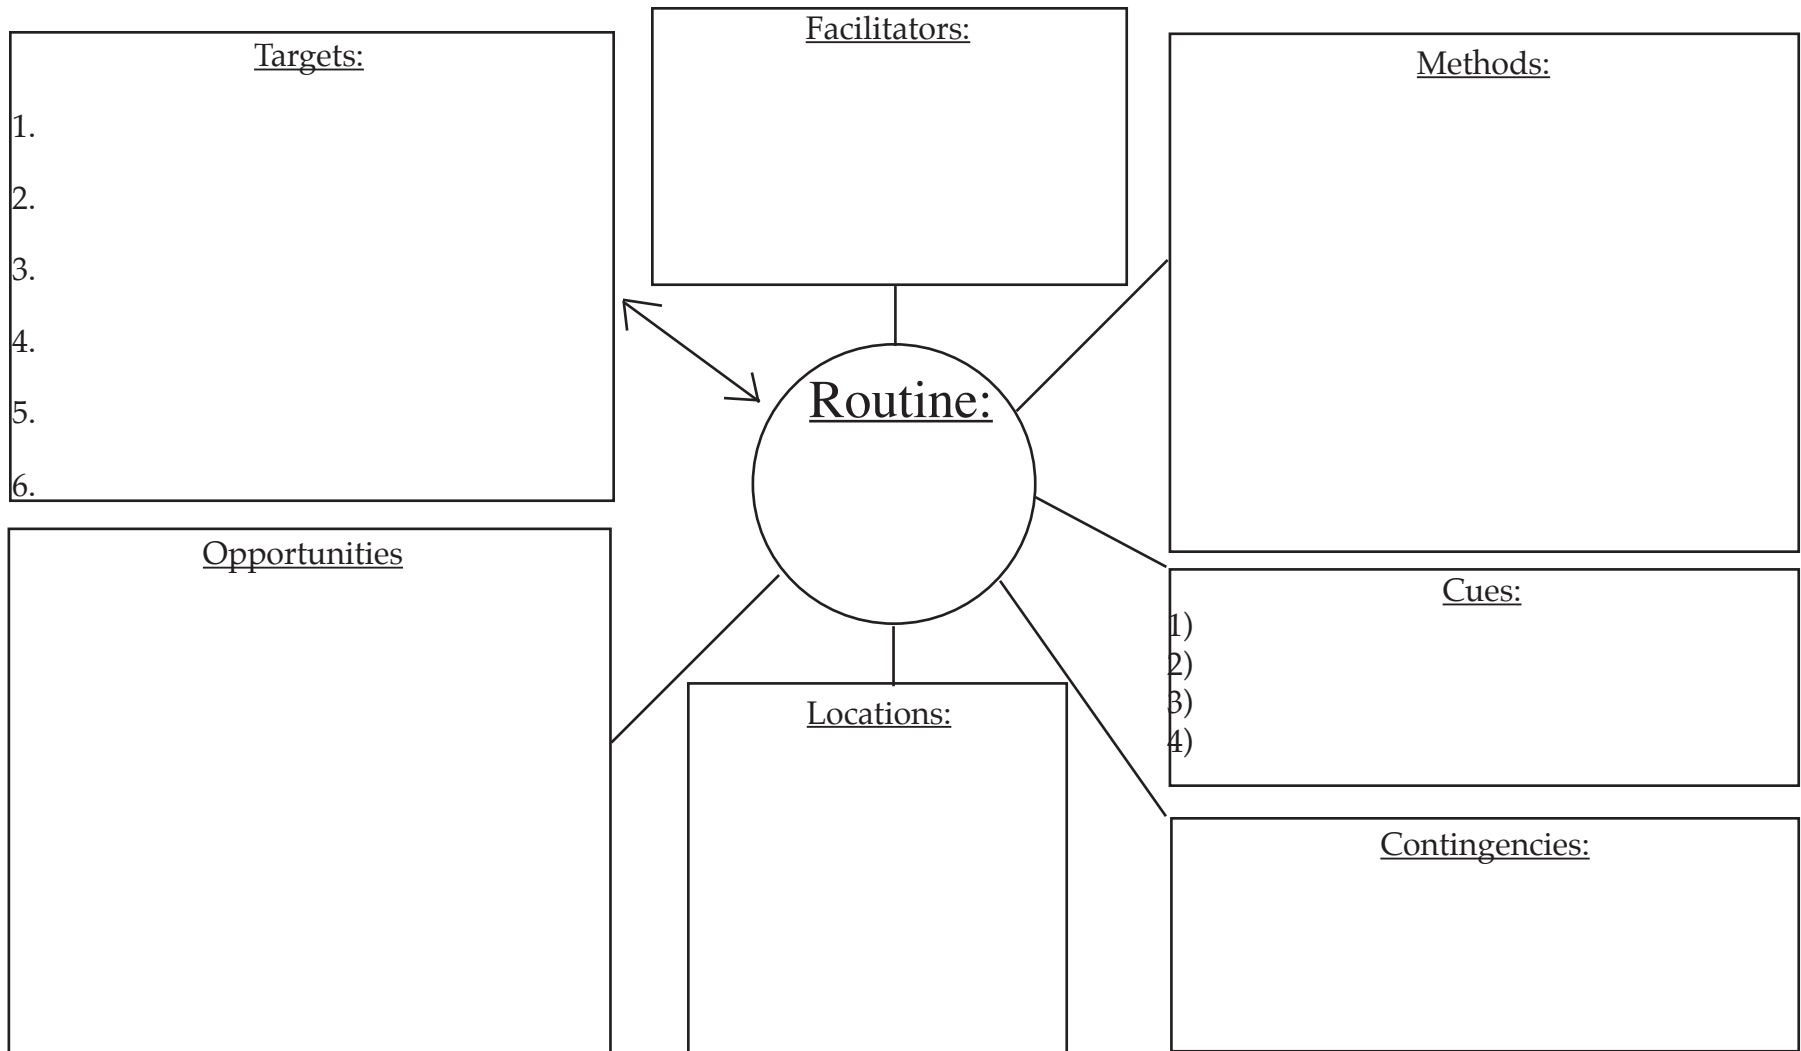 Targets:
1.
2.
3.
4.
5.
6.
Facilitators:
Methods:
Routine:
Opportunities
Locations:
Cues:
1)
2)
3)
4)
Contingencies: